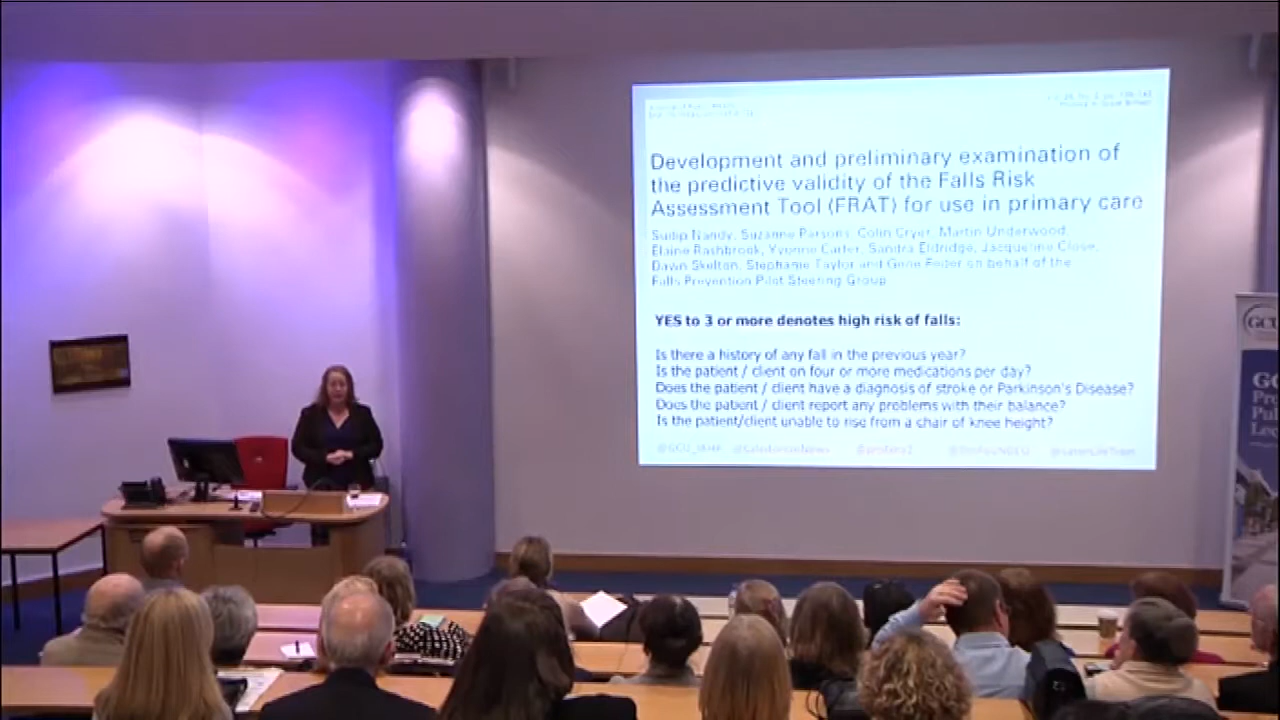 Development and preliminary examination of
the predictive validity of the Falls Risk
Assessment Tool (FRAT) for use in primary care
Sudip Nandy, Suzanne Parsons, Colin Cryer, Martin Underwood,
Elaine Rashbrook, Yvonne Carter, Sandra Eldridge, Jacqueline Close,
Dawn Skelton, Stephanie Taylor and Gene Feder on behalf of the
Falls Prevention Pilot Steering Group
YES to 3 or more denotes high risk of falls:
Is there a history of any fall in the previous year?
Is the patient / client on four or more medications per day?
Does the patient / client have a diagnosis of stroke or Parkinson's Disease?
Does the patient / client report any problems with their balance?
Is the patient/client unable to rise from a chair of knee height?